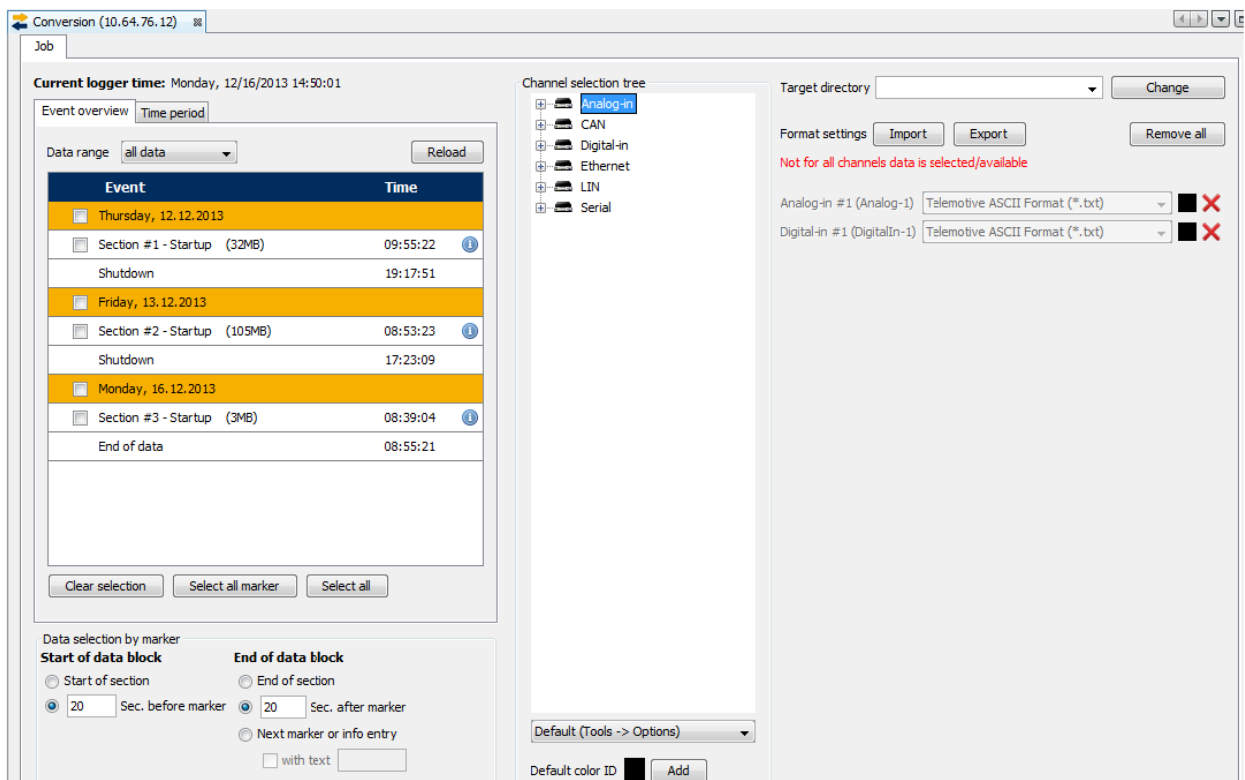 Conversion (10.64.76.12)
Job
Current logger time: Monday, 12/16/2013 14:50:01
Event overview
Time period
Data range
all data
Reload
Event Time
Thursday, 12.12.2013
Section #1 - Startup (32MB) 09:55:22
Shutdown 19:17:51
Friday, 13.12.2013
Section #2 - Startup (105MB) 08:53:23
Shutdown 17:23:09
Monday, 16.12.2013
Section #3 - Startup (3MB) 08:39:04
End of data 08:55:21
Clear selection
Select all marker
Select all
Data selection by marker
Start of data block
Start of section
20 Sec. before marker
End of data block
End of section
20 Sec. after marker
Next marker or info entry
with text
Channel selection tree
Analog-in
CAN
Digital-in
Ethernet
LIN
Serial
Default (Tools -> Options)
Default color ID
Add
Target directory
Change
Format settings
Import
Export
Remove all
Not for all channels data is selected/available
Analog-in #1 (Analog-1) Telemotive ASCII Format (*.txt)
Digital-in #1 (DigitalIn-1) Telemotive ASCII Format (*.txt)